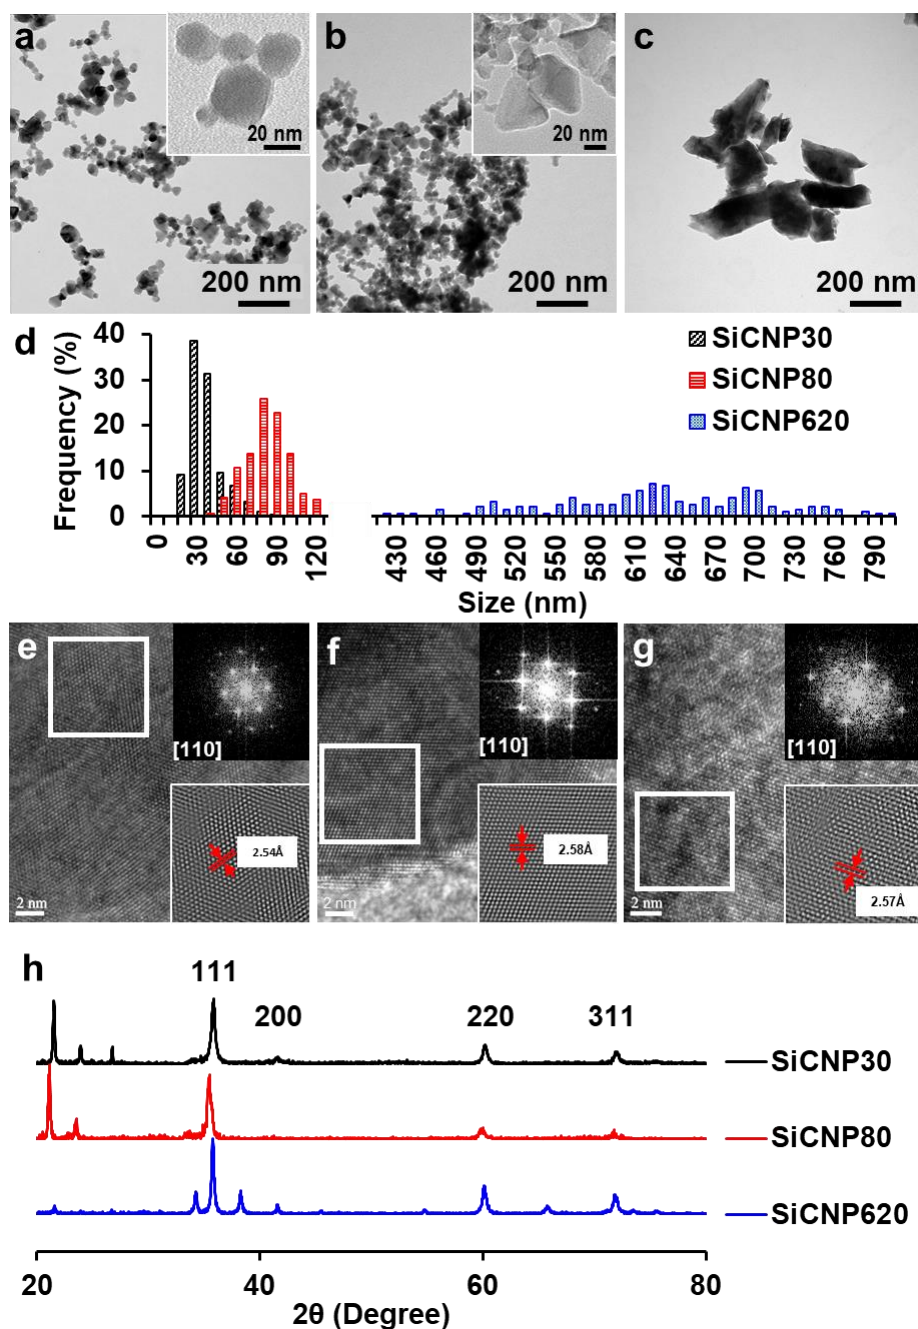 a
20 nm
200 nm
b
20 nm
200 nm
c
200 nm
d
Frequency (%)
40
30
20
10
0
SiCNP30
SiCNP80
SiCNP620
0 30 60 90 120 430 460 490 520 550 580 610 640 670 700 730 760 790
Size (nm)
e
[110]
2.54Å
2 nm
f
[110]
2.58Å
2 nm
g
[110]
2.57Å
2 nm
h
111
200
220
311
SiCNP30
SiCNP80
SiCNP620
20 40 60 80
2θ (Degree)